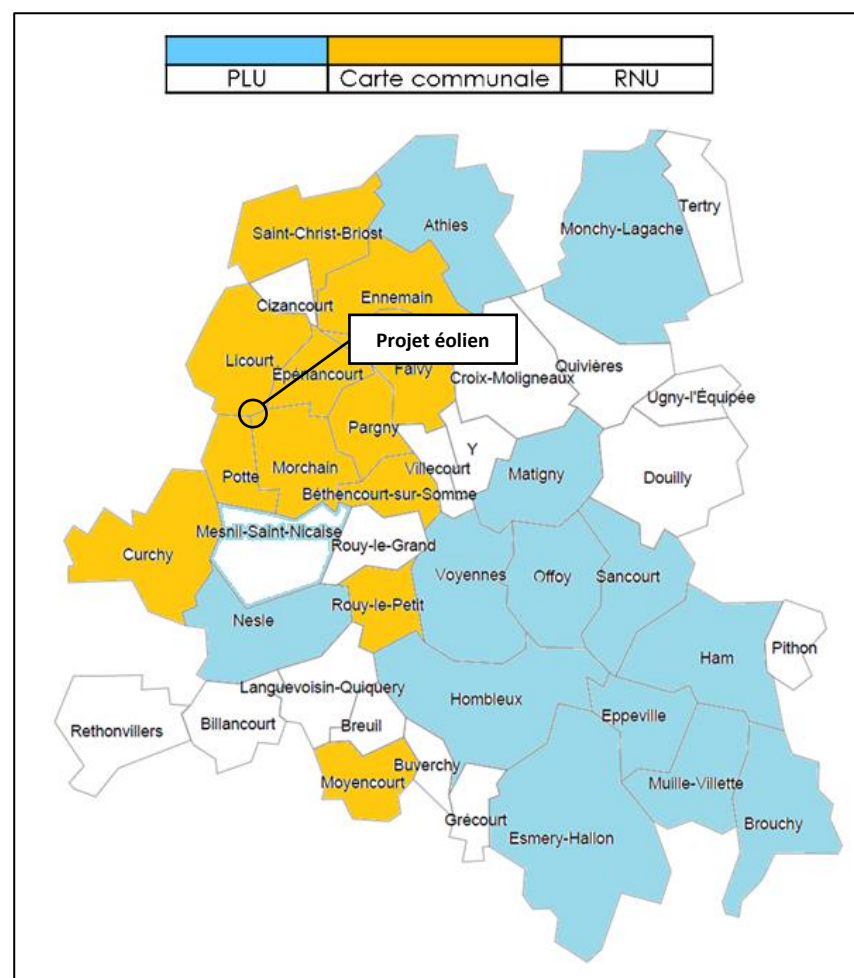 PLU Carte communale RNU
Tertry
Athies
Monchy-Lagache
Saint-Christ-Briost
Ennemain
Cizancourt
Projet éolien
Licourt
Épénancourt
Falvy
Croix-Moligneaux
Quivières
Ugny-l'Équipée
Pargny
Y
Villecourt
Matigny
Douilly
Potte
Morchain
Béthencourt-sur-Somme
Mesnil-Saint-Nicaise
Curchy
Rouy-le-Grand
Voyennes
Offoy
Sancourt
Rouy-le-Petit
Nesle
Ham
Pithon
Languevoisin-Quiquery
Hombleux
Eppeville
Rethonvillers
Billancourt
Breuil
Moyencourt
Buverchy
Muille-Villette
Grécourt
Esmery-Hallon
Brouchy